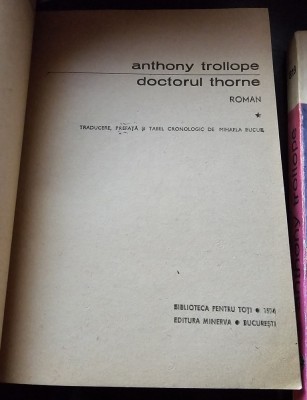 anthony trollope
doctorul thorne
ROMAN
★
TRADUCERE, PREFAȚĂ ȘI TABEL CRONOLOGIC DE MIHAELA BUCUR
BIBLIOTECA PENTRU TOȚI • 1974
EDITURA MINERVA • BUCUREȘTI